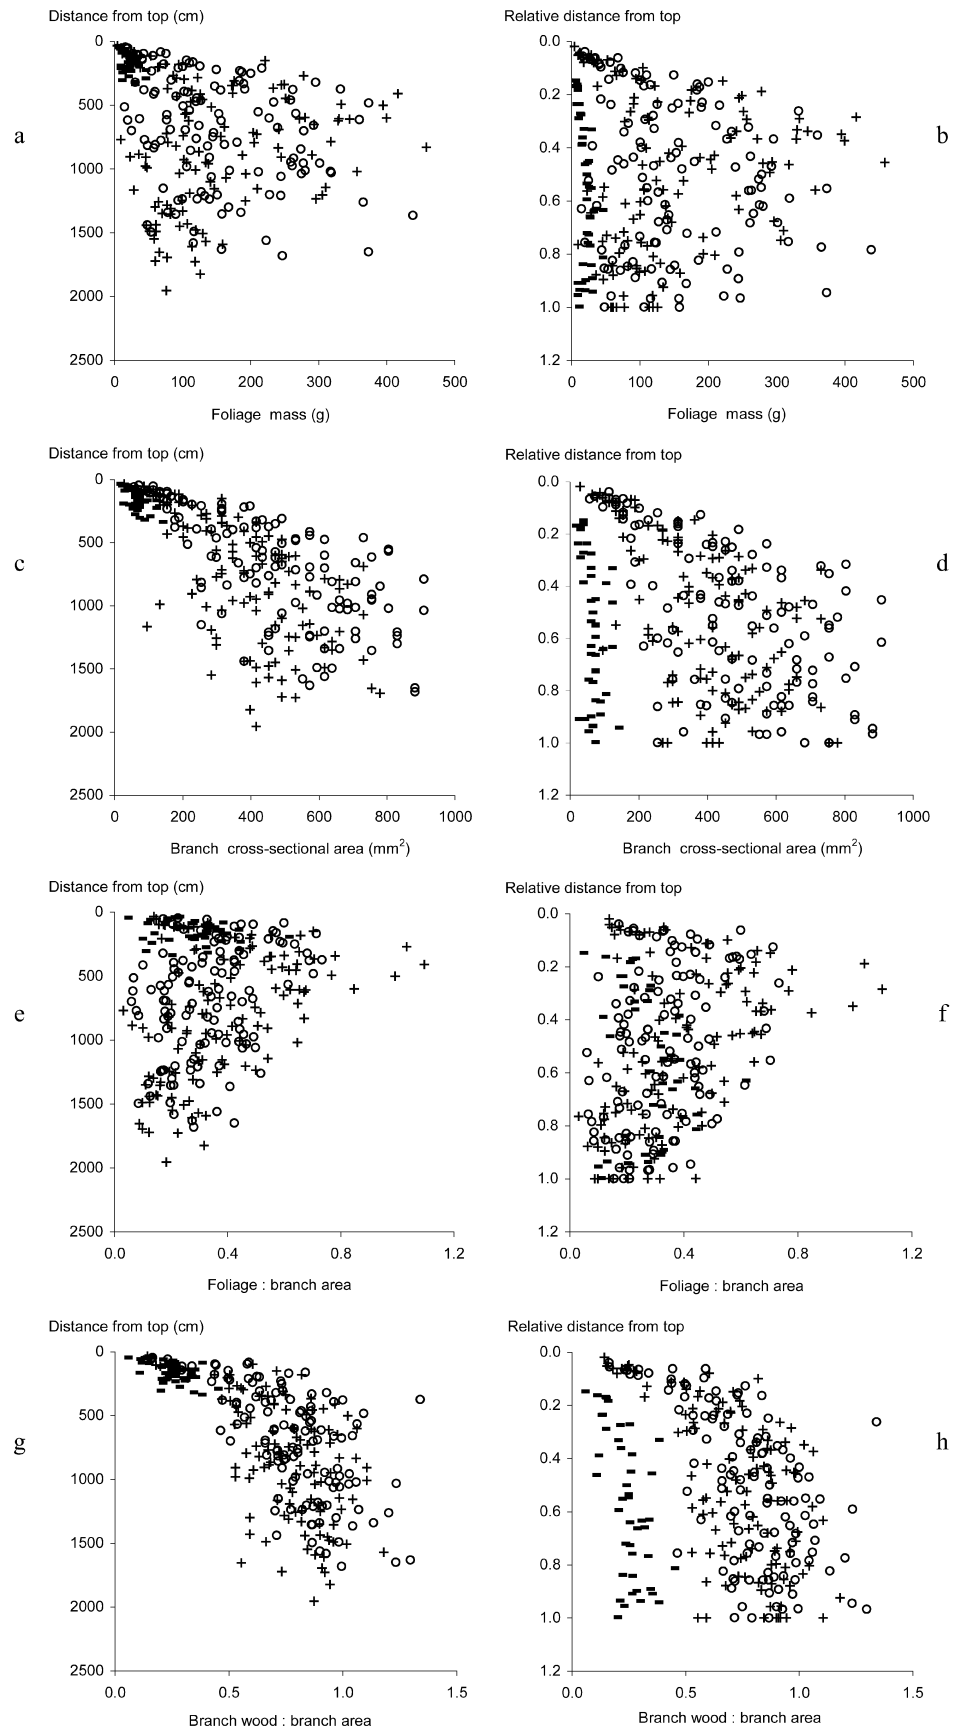 Distance from top (cm)
0
500
1000
1500
2000
2500
0 100 200 300 400 500
Foliage mass (g)
a
Relative distance from top
0.0
0.2
0.4
0.6
0.8
1.0
1.2
0 100 200 300 400 500
Foliage mass (g)
b
Distance from top (cm)
0
500
1000
1500
2000
2500
0 200 400 600 800 1000
Branch cross-sectional area (mm²)
c
Relative distance from top
0.0
0.2
0.4
0.6
0.8
1.0
1.2
0 200 400 600 800 1000
Branch cross-sectional area (mm²)
d
Distance from top (cm)
0
500
1000
1500
2000
2500
0.0 0.4 0.8 1.2
Foliage : branch area
e
Relative distance from top
0.0
0.2
0.4
0.6
0.8
1.0
1.2
0.0 0.4 0.8 1.2
Foliage : branch area
f
Distance from top (cm)
0
500
1000
1500
2000
2500
0.0 0.5 1.0 1.5
Branch wood : branch area
g
Relative distance from top
0.0
0.2
0.4
0.6
0.8
1.0
1.2
0.0 0.5 1.0 1.5
Branch wood : branch area
h